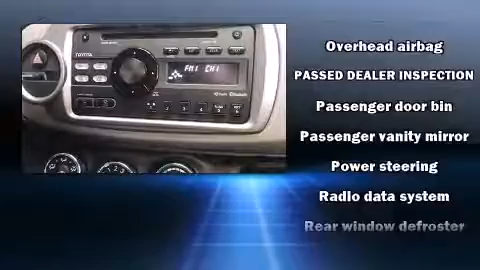 TOYOTA
FM1 CH1
Overhead airbag
PASSED DEALER INSPECTION
Passenger door bin
Passenger vanity mirror
Power steering
Radio data system
Rear window defroster